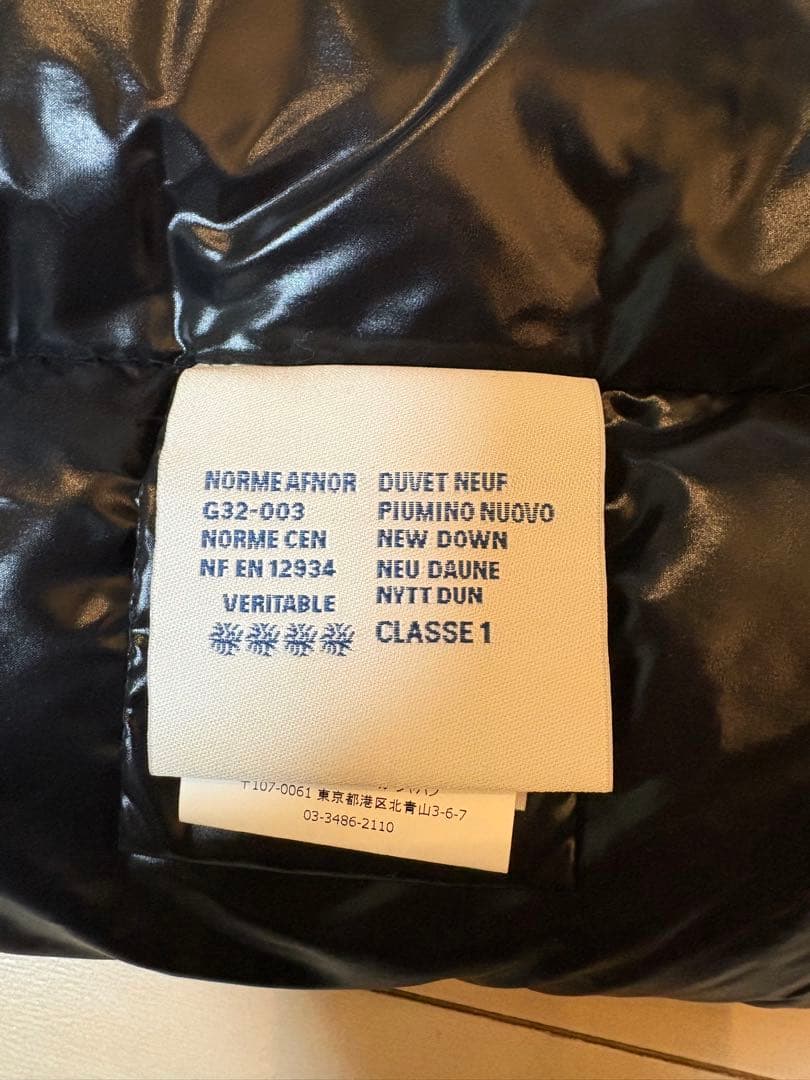 NORME AFNOR
G32-003
NORME CEN
NF EN 12934
VERITABLE
DUVET NEUF
PIUMINO NUOVO
NEW DOWN
NEU DAUNE
NYTT DUN
CLASSE 1
〒107-0061 東京都港区北青山3-6-7
03-3486-2110